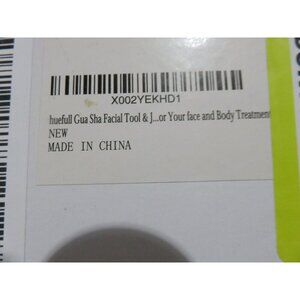 X002YEKHD1
huefull Gua Sha Facial Tool & J...or Your face and Body Treatment
NEW
MADE IN CHINA